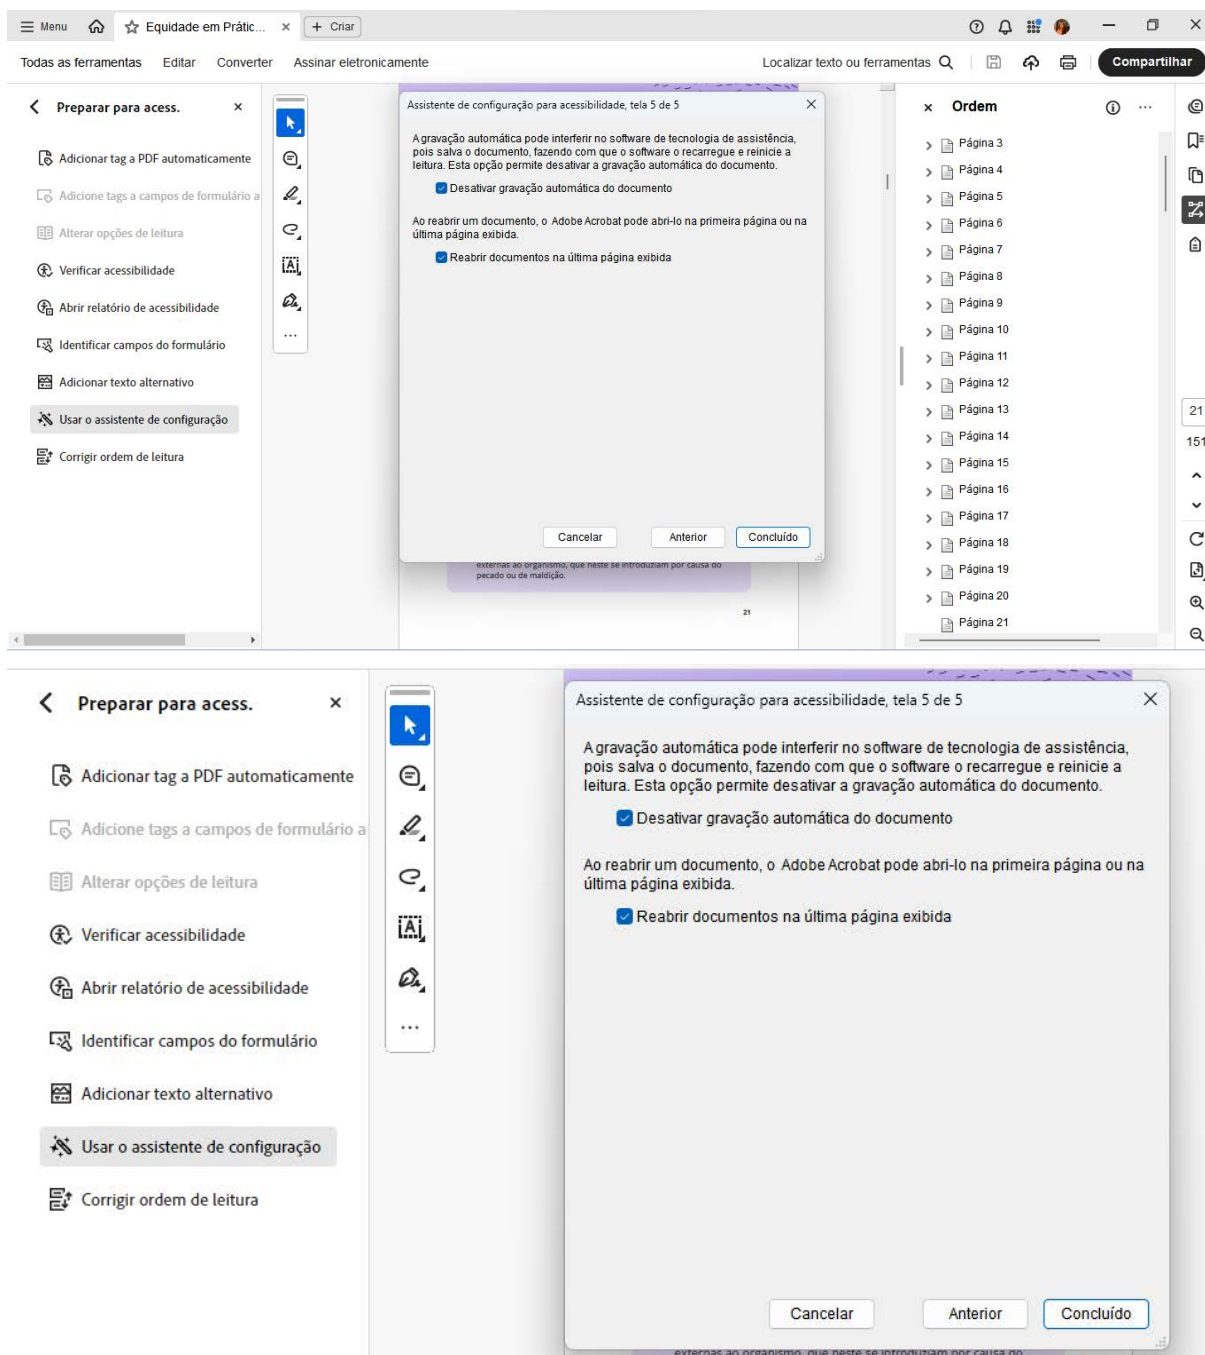 Menu
Equidade em Prátic...
+ Criar
Todas as ferramentas Editar Converter Assinar eletronicamente
Localizar texto ou ferramentas
Compartilhar
Preparar para acess.
Adicionar tag a PDF automaticamente
Adicione tags a campos de formulário a
Alterar opções de leitura
Verificar acessibilidade
Abrir relatório de acessibilidade
Identificar campos do formulário
Adicionar texto alternativo
Usar o assistente de configuração
Corrigir ordem de leitura
Assistente de configuração para acessibilidade, tela 5 de 5
A gravação automática pode interferir no software de tecnologia de assistência,
pois salva o documento, fazendo com que o software o recarregue e reinicie a
leitura. Esta opção permite desativar a gravação automática do documento.
Desativar gravação automática do documento
Ao reabrir um documento, o Adobe Acrobat pode abri-lo na primeira página ou na
última página exibida.
Reabrir documentos na última página exibida
Cancelar Anterior Concluído
externas ao organismo, que neste se introduziam por causa do
pecado ou de maldição.
21
Ordem
Página 3
Página 4
Página 5
Página 6
Página 7
Página 8
Página 9
Página 10
Página 11
Página 12
Página 13
Página 14
Página 15
Página 16
Página 17
Página 18
Página 19
Página 20
Página 21
21
151
Preparar para acess.
Adicionar tag a PDF automaticamente
Adicione tags a campos de formulário a
Alterar opções de leitura
Verificar acessibilidade
Abrir relatório de acessibilidade
Identificar campos do formulário
Adicionar texto alternativo
Usar o assistente de configuração
Corrigir ordem de leitura
Assistente de configuração para acessibilidade, tela 5 de 5
A gravação automática pode interferir no software de tecnologia de assistência,
pois salva o documento, fazendo com que o software o recarregue e reinicie a
leitura. Esta opção permite desativar a gravação automática do documento.
Desativar gravação automática do documento
Ao reabrir um documento, o Adobe Acrobat pode abri-lo na primeira página ou na
última página exibida.
Reabrir documentos na última página exibida
Cancelar Anterior Concluído
externas ao organismo, que neste se introduziam por causa do